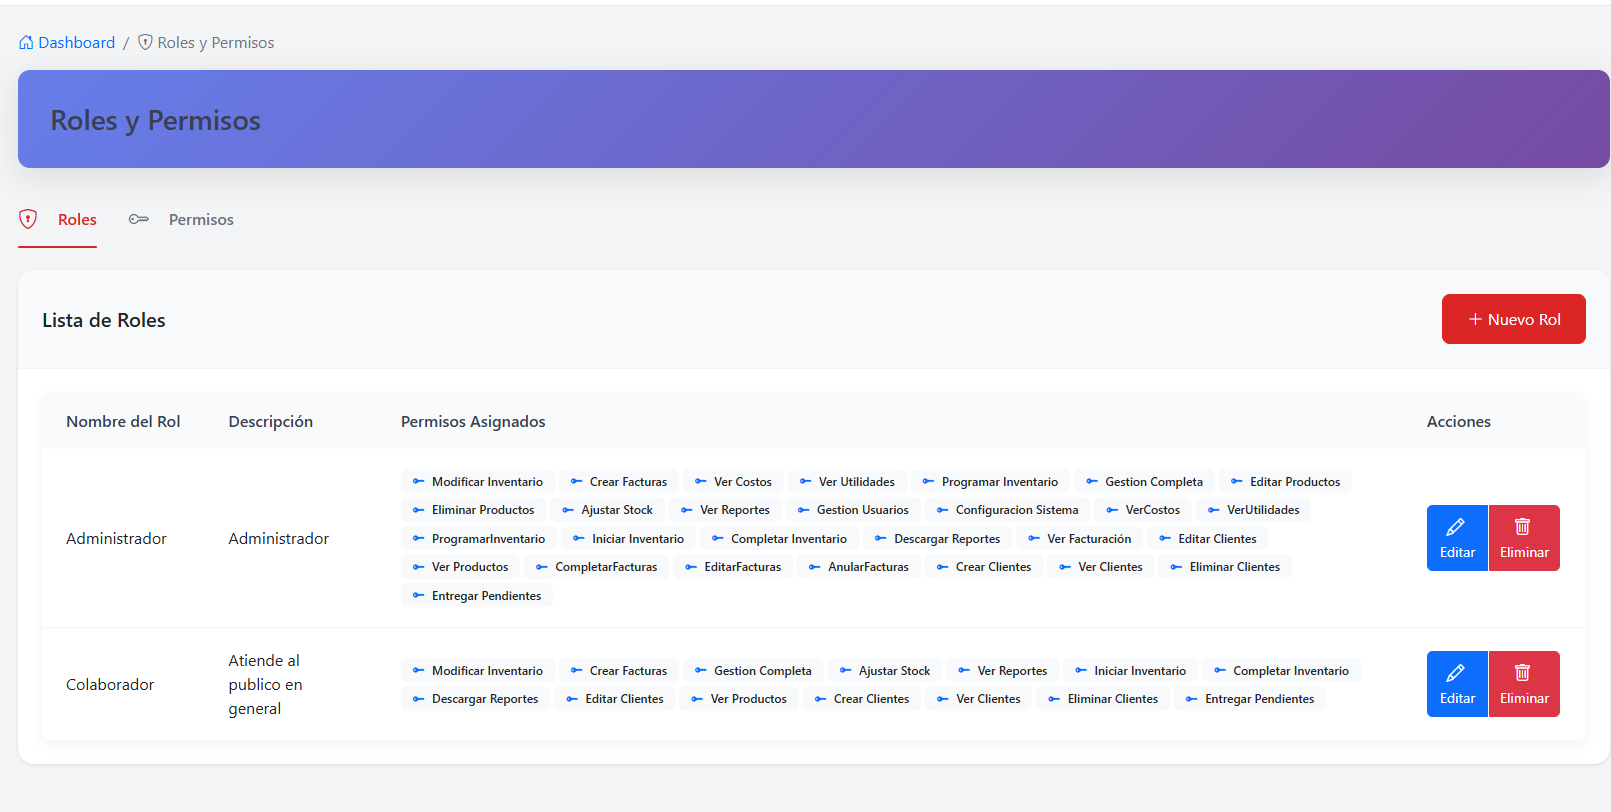 Dashboard / Roles y Permisos
Roles y Permisos
Roles Permisos
Lista de Roles
+ Nuevo Rol
Nombre del Rol Descripción Permisos Asignados Acciones
Administrador
Administrador
Modificar Inventario Crear Facturas Ver Costos Ver Utilidades Programar Inventario Gestion Completa Editar Productos
Eliminar Productos Ajustar Stock Ver Reportes Gestion Usuarios Configuracion Sistema VerCostos VerUtilidades
ProgramarInventario Iniciar Inventario Completar Inventario Descargar Reportes Ver Facturación Editar Clientes
Ver Productos CompletarFacturas EditarFacturas AnularFacturas Crear Clientes Ver Clientes Eliminar Clientes
Entregar Pendientes
Editar Eliminar
Colaborador
Atiende al
publico en
general
Modificar Inventario Crear Facturas Gestion Completa Ajustar Stock Ver Reportes Iniciar Inventario Completar Inventario
Descargar Reportes Editar Clientes Ver Productos Crear Clientes Ver Clientes Eliminar Clientes Entregar Pendientes
Editar Eliminar